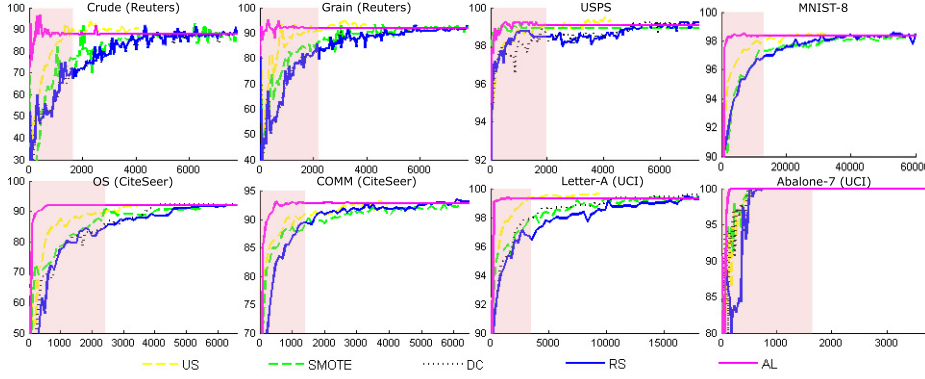 Crude (Reuters)
100
90
80
70
60
50
40
30
0 2000 4000 6000
Grain (Reuters)
100
90
80
70
60
50
40
0 2000 4000 6000
USPS
100
98
96
94
92
0 2000 4000 6000
MNIST-8
100
98
96
94
92
90
0 20000 40000 60000
OS (CiteSeer)
100
90
80
70
60
50
0 1000 2000 3000 4000 5000 6000
COMM (CiteSeer)
95
90
85
80
75
70
0 1000 2000 3000 4000 5000 6000
Letter-A (UCI)
100
98
96
94
92
90
0 5000 10000 15000
Abalone-7 (UCI)
100
95
90
85
80
0 1000 2000 3000
US SMOTE DC RS AL